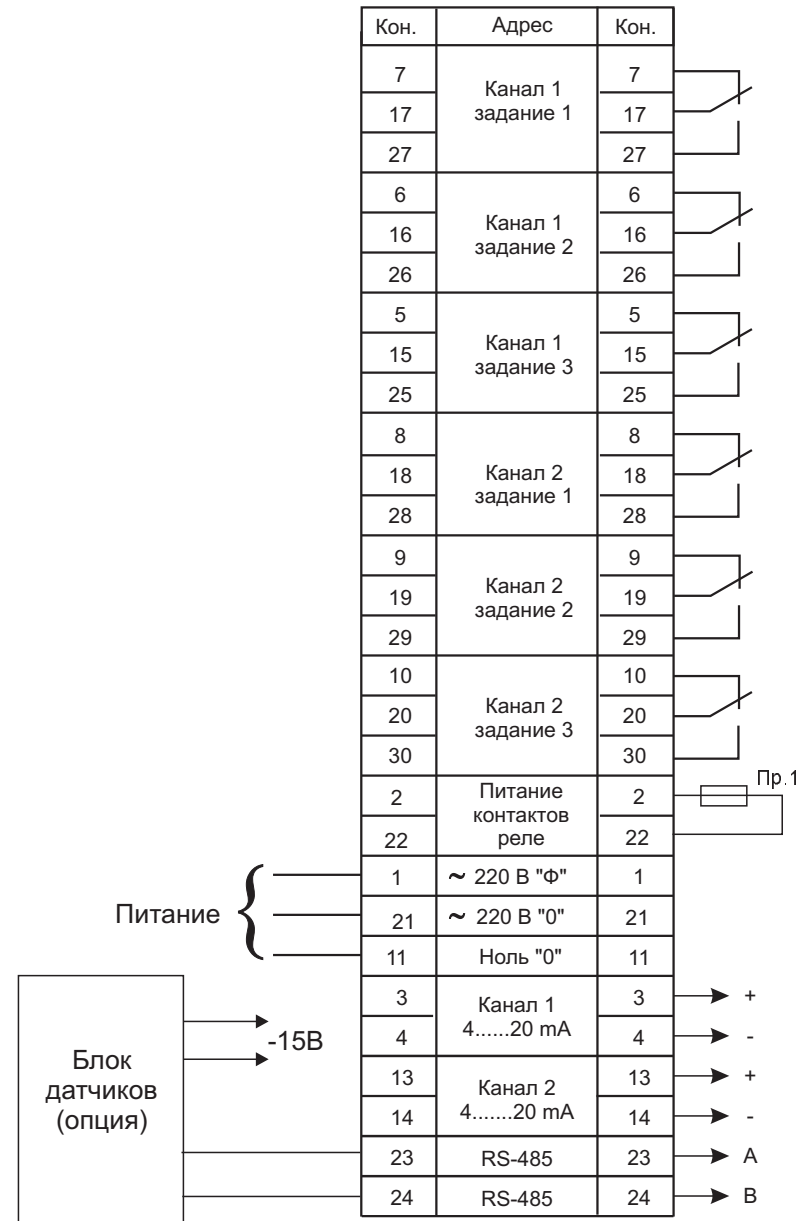 Кон. Адрес Кон.
7 7
Канал 1
17 задание 1 17
27 27
6 6
Канал 1
16 задание 2 16
26 26
5 5
Канал 1
15 задание 3 15
25 25
8 8
Канал 2
18 задание 1 18
28 28
9 9
Канал 2
19 задание 2 19
29 29
10 10
Канал 2
20 задание 3 20
30 30
Пр.1
2 Питание 2
контактов
22 реле 22
1 ~ 220 В "Ф" 1
Питание { 21 ~ 220 В "0" 21
11 Ноль "0" 11
3 Канал 1 3 +
-15В 4 4......20 mA 4 -
Блок
датчиков
(опция)
13 Канал 2 13 +
14 4.......20 mA 14 -
23 RS-485 23 A
24 RS-485 24 B